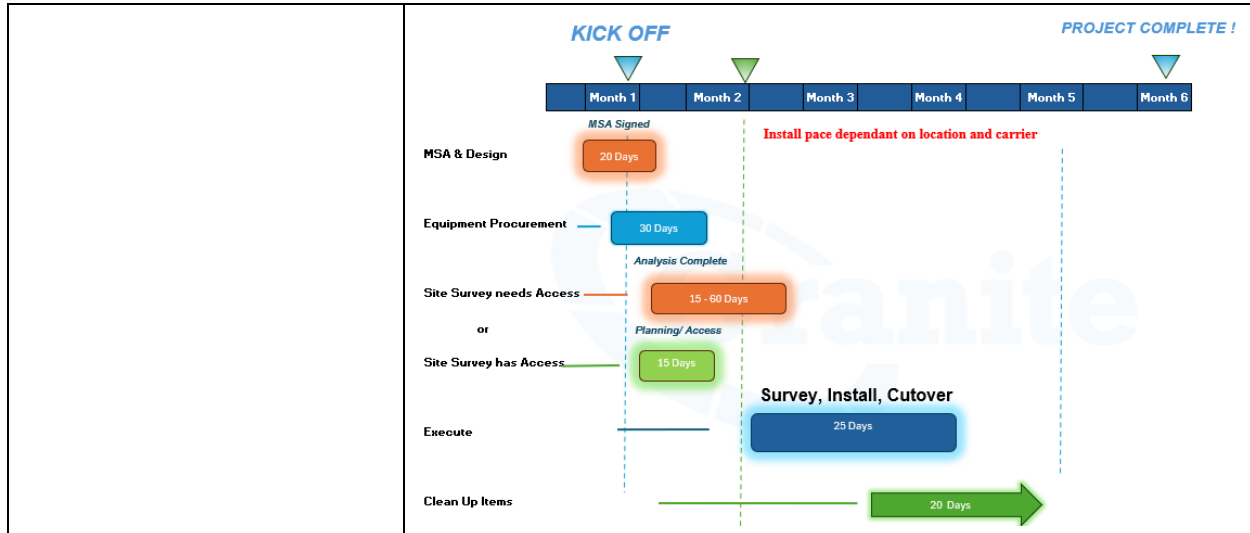 KICK OFF
PROJECT COMPLETE !
Month 1 Month 2 Month 3 Month 4 Month 5 Month 6
MSA Signed
Install pace dependant on location and carrier
MSA & Design
20 Days
Equipment Procurement
30 Days
Analysis Complete
Site Survey needs Access
15 - 60 Days
or
Planning/ Access
Site Survey has Access
15 Days
Survey, Install, Cutover
Execute
25 Days
Clean Up Items
20 Days
ranite